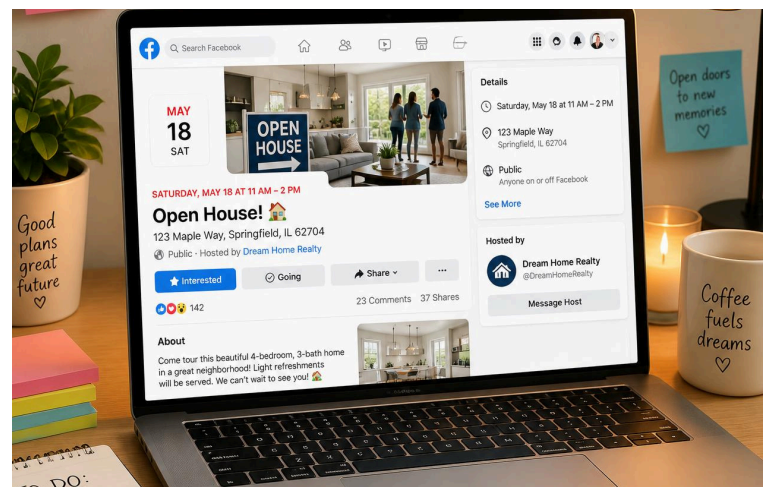 Search Facebook
MAY
18
SAT
OPEN
HOUSE
SATURDAY, MAY 18 AT 11 AM – 2 PM
Open House! 🏠
123 Maple Way, Springfield, IL 62704
Public · Hosted by Dream Home Realty
Interested
Going
Share
142
23 Comments 37 Shares
About
Come tour this beautiful 4-bedroom, 3-bath home
in a great neighborhood! Light refreshments
will be served. We can't wait to see you! 🏠
Details
Saturday, May 18 at 11 AM – 2 PM
123 Maple Way
Springfield, IL 62704
Public
Anyone on or off Facebook
See More
Hosted by
Dream Home Realty
@DreamHomeRealty
Message Host
Good
plans
great
future
Open doors
to new
memories
Coffee
fuels
dreams
DO: